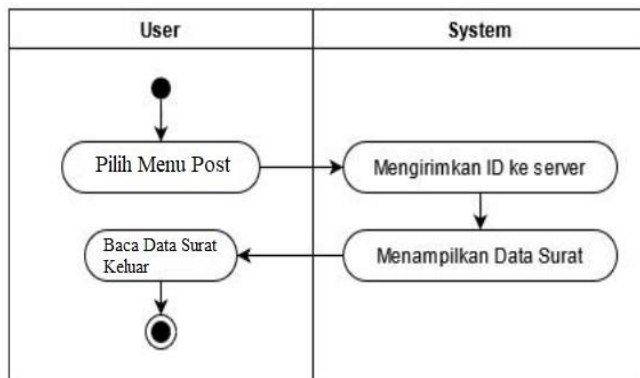 User
System
Pilih Menu Post
Mengirimkan ID ke server
Baca Data Surat
Keluar
Menampilkan Data Surat